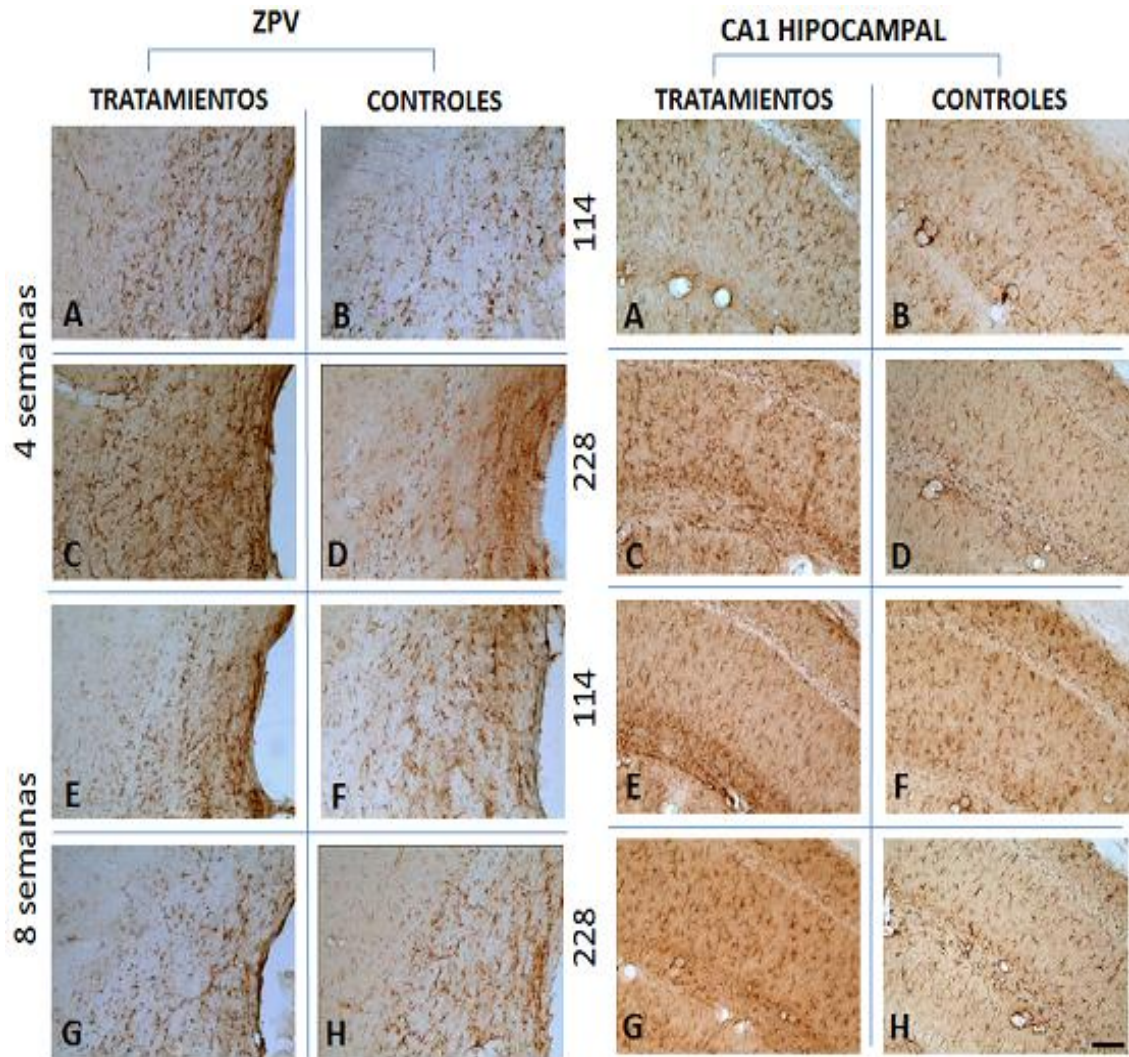 ZPV
CA1 HIPOCAMPAL
TRATAMIENTOS
CONTROLES
TRATAMIENTOS
CONTROLES
4 semanas
A
B
114
A
B
C
D
228
C
D
8 semanas
E
F
114
E
F
G
H
228
G
H